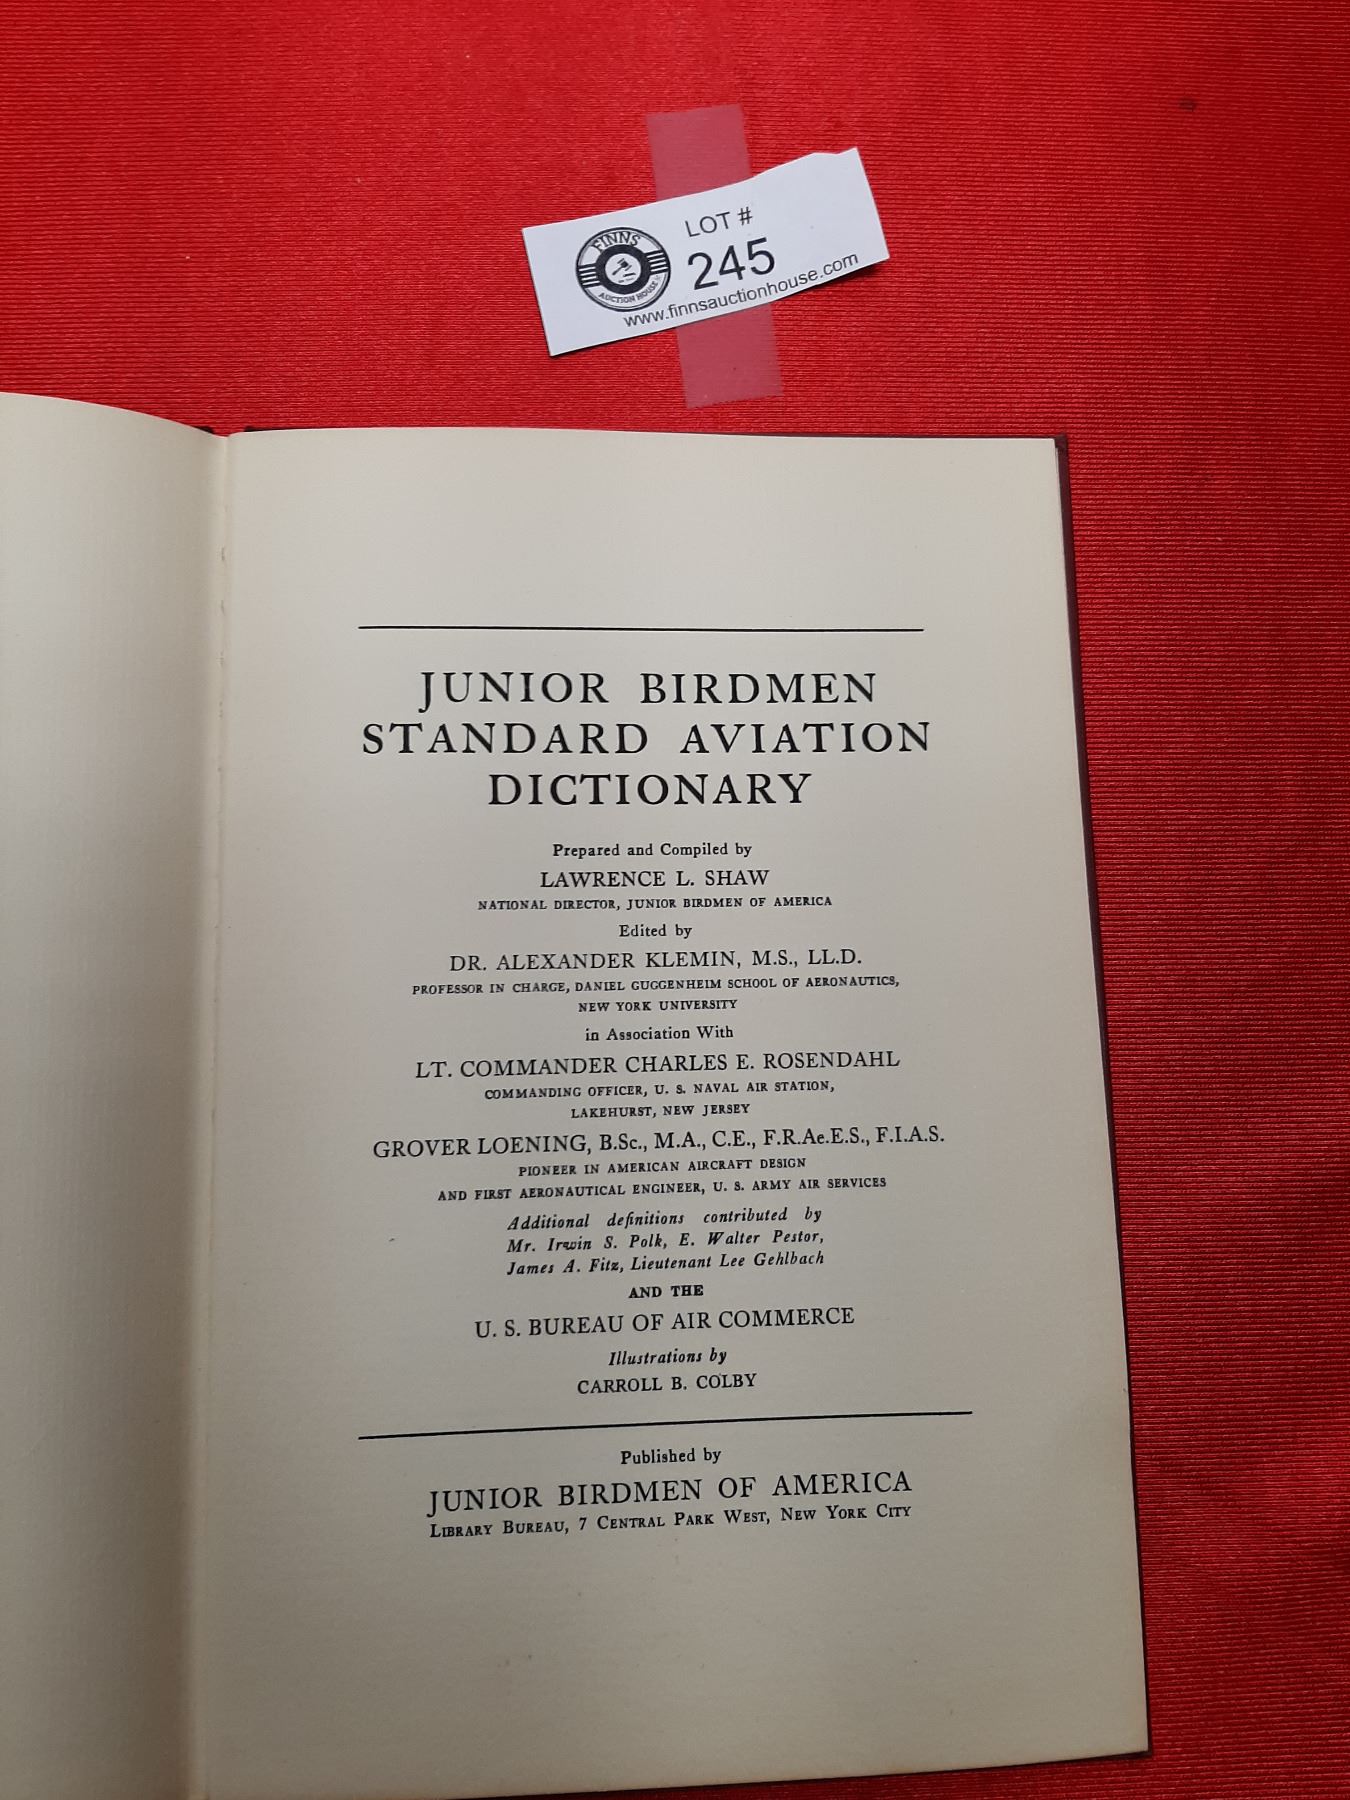 FINNS
AUCTION HOUSE
LOT #
245
www.finnsauctionhouse.com
JUNIOR BIRDMEN
STANDARD AVIATION
DICTIONARY
Prepared and Compiled by
LAWRENCE L. SHAW
NATIONAL DIRECTOR, JUNIOR BIRDMEN OF AMERICA
Edited by
DR. ALEXANDER KLEMIN, M.S., LL.D.
PROFESSOR IN CHARGE, DANIEL GUGGENHEIM SCHOOL OF AERONAUTICS,
NEW YORK UNIVERSITY
in Association With
LT. COMMANDER CHARLES E. ROSENDAHL
COMMANDING OFFICER, U. S. NAVAL AIR STATION,
LAKEHURST, NEW JERSEY
GROVER LOENING, B.Sc., M.A., C.E., F.R.Ae.E.S., F.I.A.S.
PIONEER IN AMERICAN AIRCRAFT DESIGN
AND FIRST AERONAUTICAL ENGINEER, U. S. ARMY AIR SERVICES
Additional definitions contributed by
Mr. Irwin S. Polk, E. Walter Pestor,
James A. Fitz, Lieutenant Lee Gehlbach
AND THE
U. S. BUREAU OF AIR COMMERCE
Illustrations by
CARROLL B. COLBY
Published by
JUNIOR BIRDMEN OF AMERICA
LIBRARY BUREAU, 7 CENTRAL PARK WEST, NEW YORK CITY